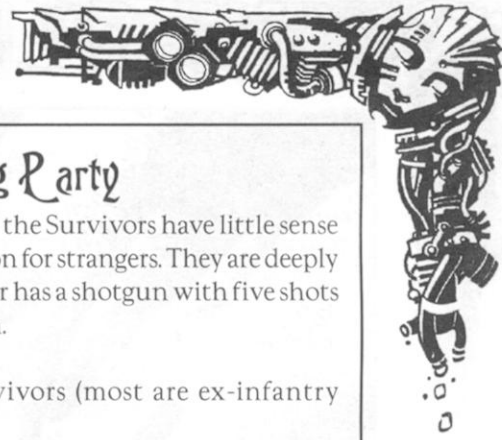 g Party
the Survivors have little sense
on for strangers. They are deeply
r has a shotgun with five shots
vivors (most are ex-infantry